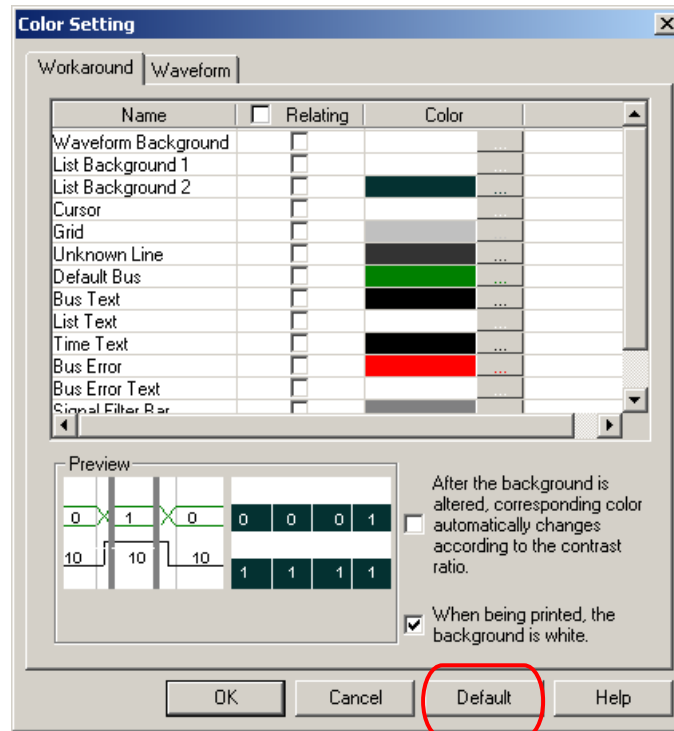 Color Setting
Workaround Waveform
Name Relating Color
Waveform Background ...
List Background 1 ...
List Background 2 ...
Cursor ...
Grid ...
Unknown Line ...
Default Bus ...
Bus Text ...
List Text ...
Time Text ...
Bus Error ...
Bus Error Text ...
Signal Filter Bar
Preview
0 1 0
10 10 10
0 0 0 1
1 1 1 1
After the background is
altered, corresponding color
automatically changes
according to the contrast
ratio.
When being printed, the
background is white.
OK Cancel Default Help